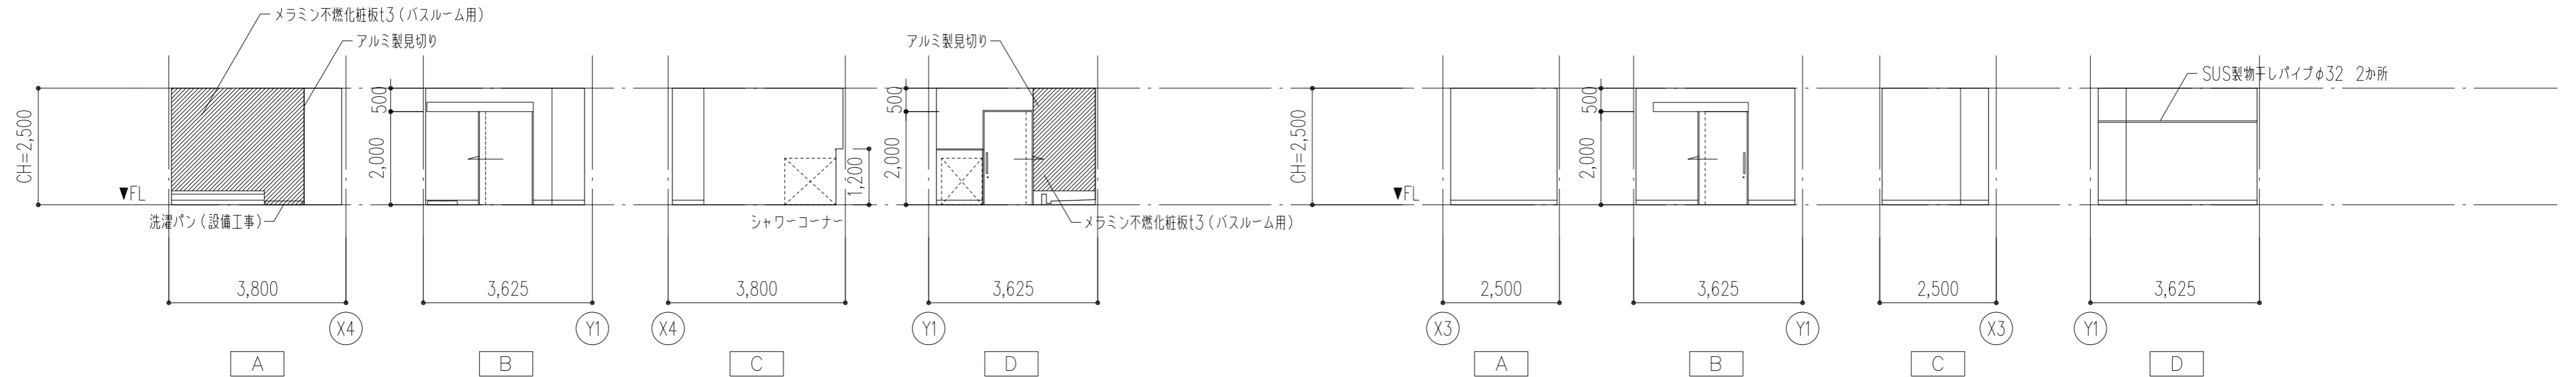 メラミン不燃化粧板t3（バスルーム用）
アルミ製見切り
CH=2,500
▼FL
洗濯パン（設備工事）
3,800
X4
A
500
2,000
3,625
Y1
B
1,200
シャワーコーナー
3,800
X4
C
アルミ製見切り
500
2,000
メラミン不燃化粧板t3（バスルーム用）
3,625
Y1
D
CH=2,500
▼FL
2,500
X3
A
500
2,000
3,625
Y1
B
2,500
X3
C
SUS製物干しパイプφ32　2か所
3,625
Y1
D